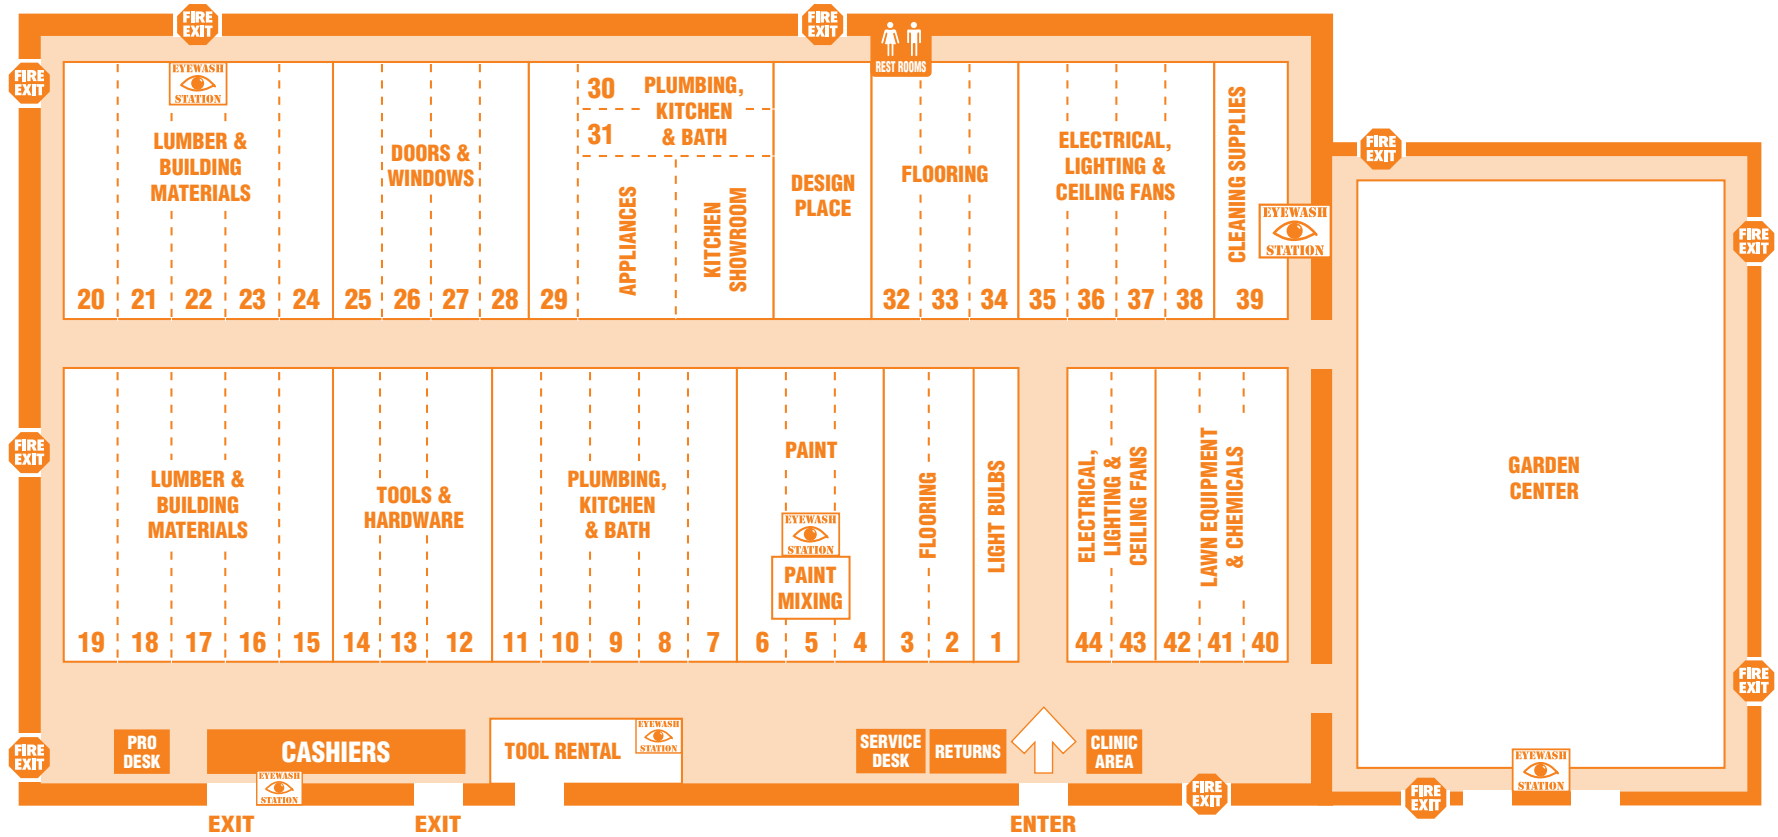 FIRE
EXIT
FIRE
EXIT
REST ROOMS
FIRE
EXIT
EYEWASH
STATION
LUMBER &
BUILDING
MATERIALS
20 21 22 23 24
DOORS &
WINDOWS
25 26 27 28
29
30
31
PLUMBING,
KITCHEN
& BATH
APPLIANCES
KITCHEN
SHOWROOM
DESIGN
PLACE
FLOORING
32 33 34
ELECTRICAL,
LIGHTING &
CEILING FANS
35 36 37 38
CLEANING SUPPLIES
39
EYEWASH
STATION
FIRE
EXIT
FIRE
EXIT
FIRE
EXIT
LUMBER &
BUILDING
MATERIALS
19 18 17 16 15
TOOLS &
HARDWARE
14 13 12
PLUMBING,
KITCHEN
& BATH
11 10 9 8 7
PAINT
EYEWASH
STATION
PAINT
MIXING
6 5 4
FLOORING
3 2
LIGHT BULBS
1
ELECTRICAL,
LIGHTING &
CEILING FANS
44 43
LAWN EQUIPMENT
& CHEMICALS
42 41 40
GARDEN
CENTER
FIRE
EXIT
FIRE
EXIT
PRO
DESK
CASHIERS
EYEWASH
STATION
TOOL RENTAL
EYEWASH
STATION
SERVICE
DESK
RETURNS
CLINIC
AREA
FIRE
EXIT
FIRE
EXIT
EYEWASH
STATION
EXIT
EXIT
ENTER